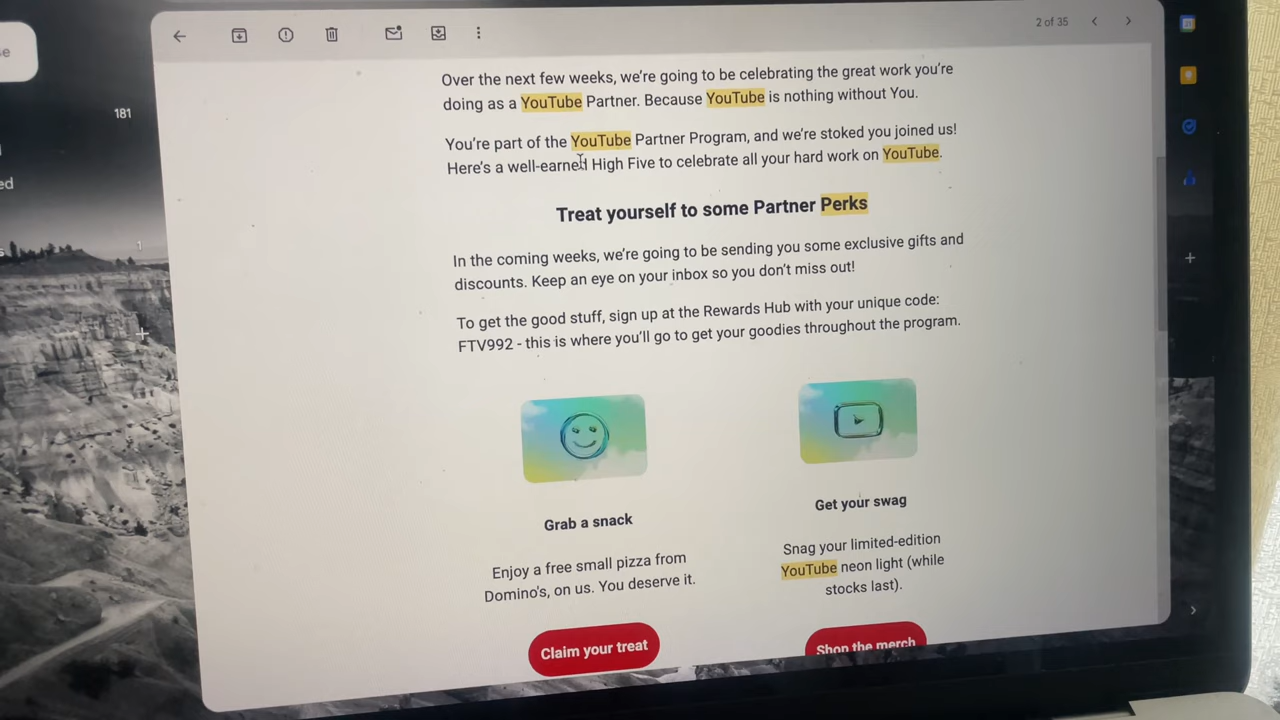 2 of 35
181
ed
1
Over the next few weeks, we're going to be celebrating the great work you're
doing as a YouTube Partner. Because YouTube is nothing without You.
You're part of the YouTube Partner Program, and we're stoked you joined us!
Here's a well-earned High Five to celebrate all your hard work on YouTube.
Treat yourself to some Partner Perks
In the coming weeks, we're going to be sending you some exclusive gifts and
discounts. Keep an eye on your inbox so you don't miss out!
To get the good stuff, sign up at the Rewards Hub with your unique code:
FTV992 - this is where you'll go to get your goodies throughout the program.
Grab a snack
Enjoy a free small pizza from
Domino's, on us. You deserve it.
Claim your treat
Get your swag
Snag your limited-edition
YouTube neon light (while
stocks last).
Shop the merch